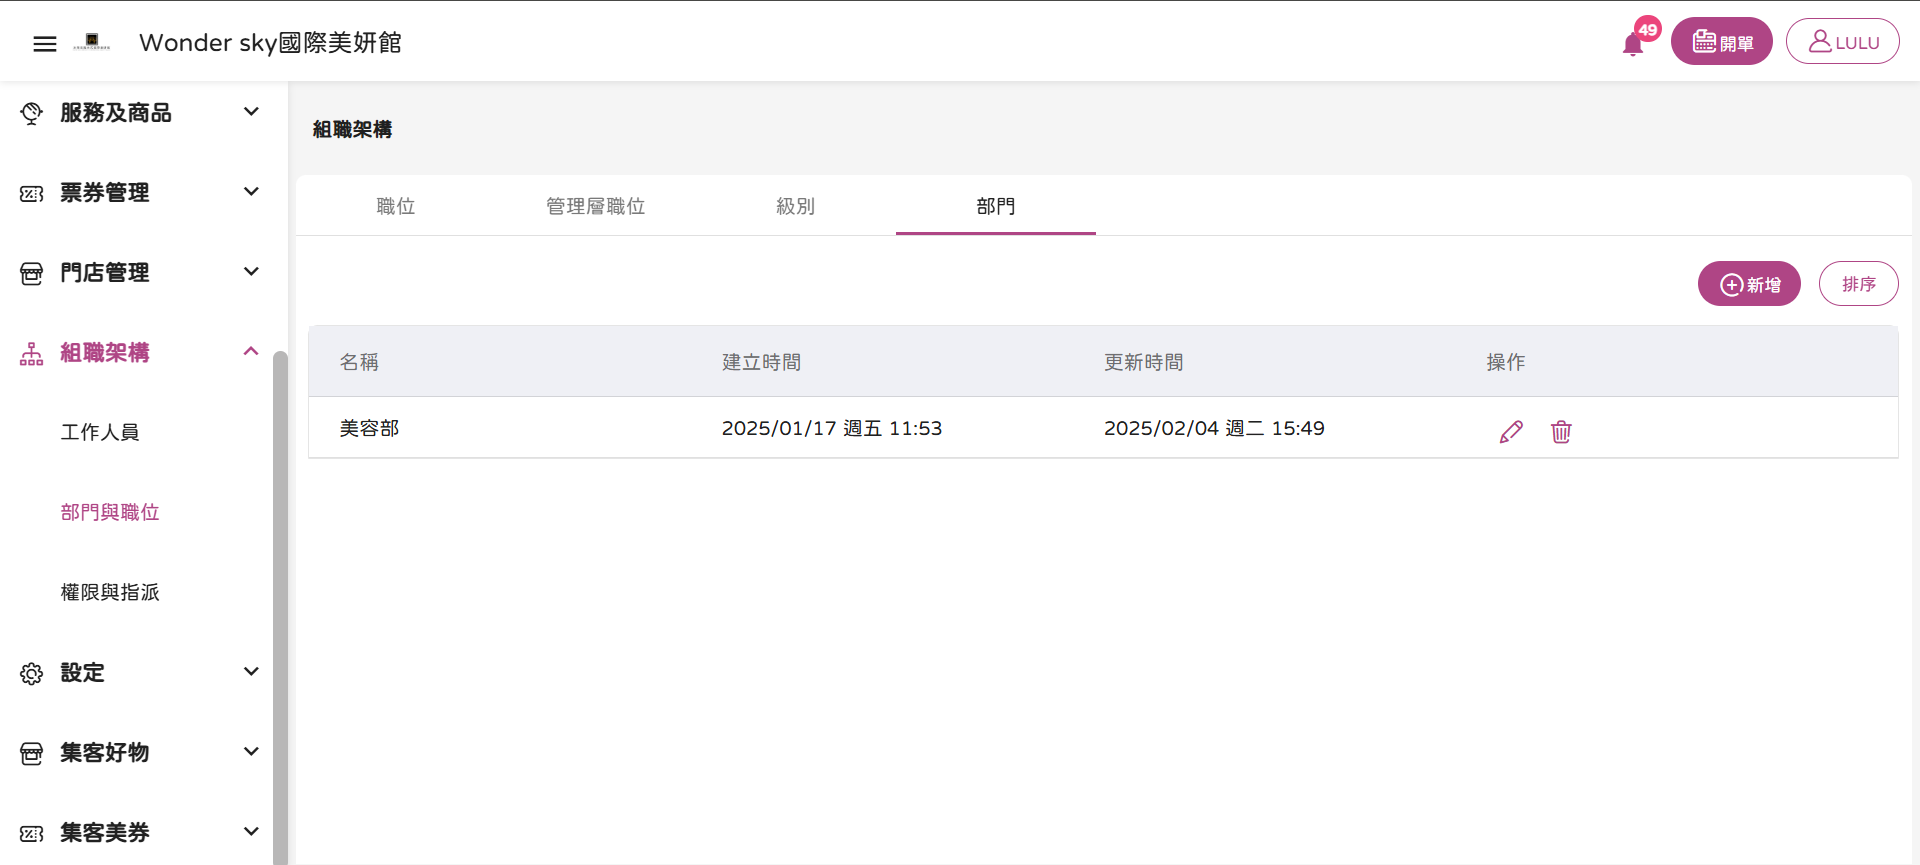 Wonder sky國際美妍館
49
開單
LULU
服務及商品
票券管理
門店管理
組職架構
工作人員
部門與職位
權限與指派
設定
集客好物
集客美券
組職架構
職位
管理層職位
級別
部門
新增
排序
名稱
建立時間
更新時間
操作
美容部
2025/01/17 週五 11:53
2025/02/04 週二 15:49